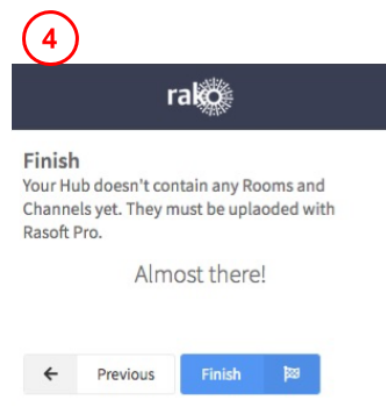 4
rako
Finish
Your Hub doesn't contain any Rooms and
Channels yet. They must be uplaoded with
Rasoft Pro.
Almost there!
Previous
Finish